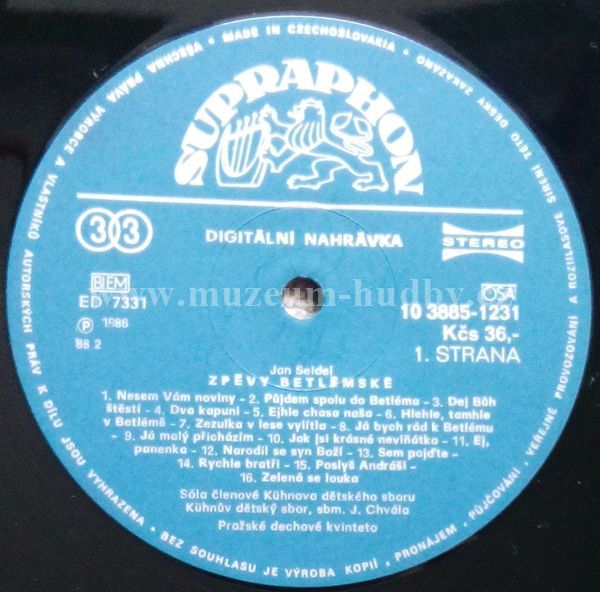 SUPRAPHON
33
DIGITÁLNÍ NAHRÁVKA
STEREO
BIEM
ED 7331
Ⓟ 1986
88 2
OSA
10 3885-1231
Kčs 36,-
1. STRANA
www.muzeum-hudby.
Jan Seidel
ZPĚVY BETLÉMSKÉ
1. Nesem Vám noviny - 2. Půjdem spolu do Betléma - 3. Dej Bůh
štěstí - 4. Dva kapuni - 5. Ejhle chasa naša - 6. Hlehle, tamhle
v Betlémě - 7. Zezulka v lese vylítla - 8. Já bych rád k Betlému
- 9. Já malý přicházím - 10. Jak jsi krásné neviňátko - 11. Ej,
panenka - 12. Narodil se syn Boží - 13. Sem pojďte -
14. Rychle bratři - 15. Poslyš Andráši -
16. Zelená se louka
Sóla členové Kühnova dětského sboru
Kühnův dětský sbor, sbm. J. Chvála
Pražské dechové kvinteto
VŠECHNA PRÁVA VÝROBCE A VLASTNÍKŮ AUTORSKÝCH PRÁV K DÍLU JSOU VYHRAZENA • BEZ SOUHLASU JE VÝROBA KOPIÍ, PRONÁJEM, PŮJČOVÁNÍ, VEŘEJNÉ PROVOZOVÁNÍ A ROZHLASOVÉ ŠÍŘENÍ TÉTO DESKY ZAKÁZÁNO • MADE IN CZECHOSLOVAKIA •